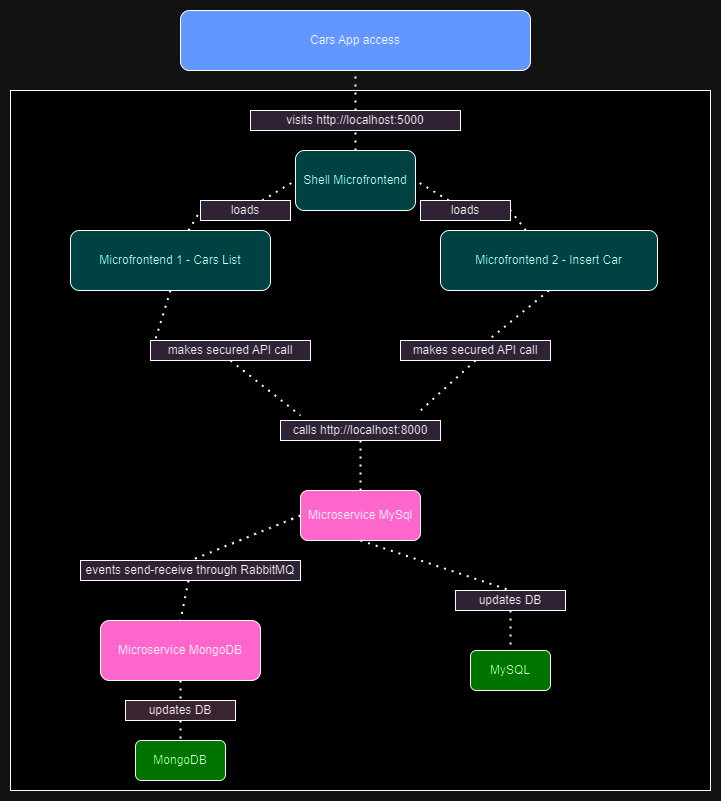 Cars App access
visits http://localhost:5000
Shell Microfrontend
loads
loads
Microfrontend 1 - Cars List
Microfrontend 2 - Insert Car
makes secured API call
makes secured API call
calls http://localhost:8000
Microservice MySql
events send-receive through RabbitMQ
updates DB
Microservice MongoDB
MySQL
updates DB
MongoDB